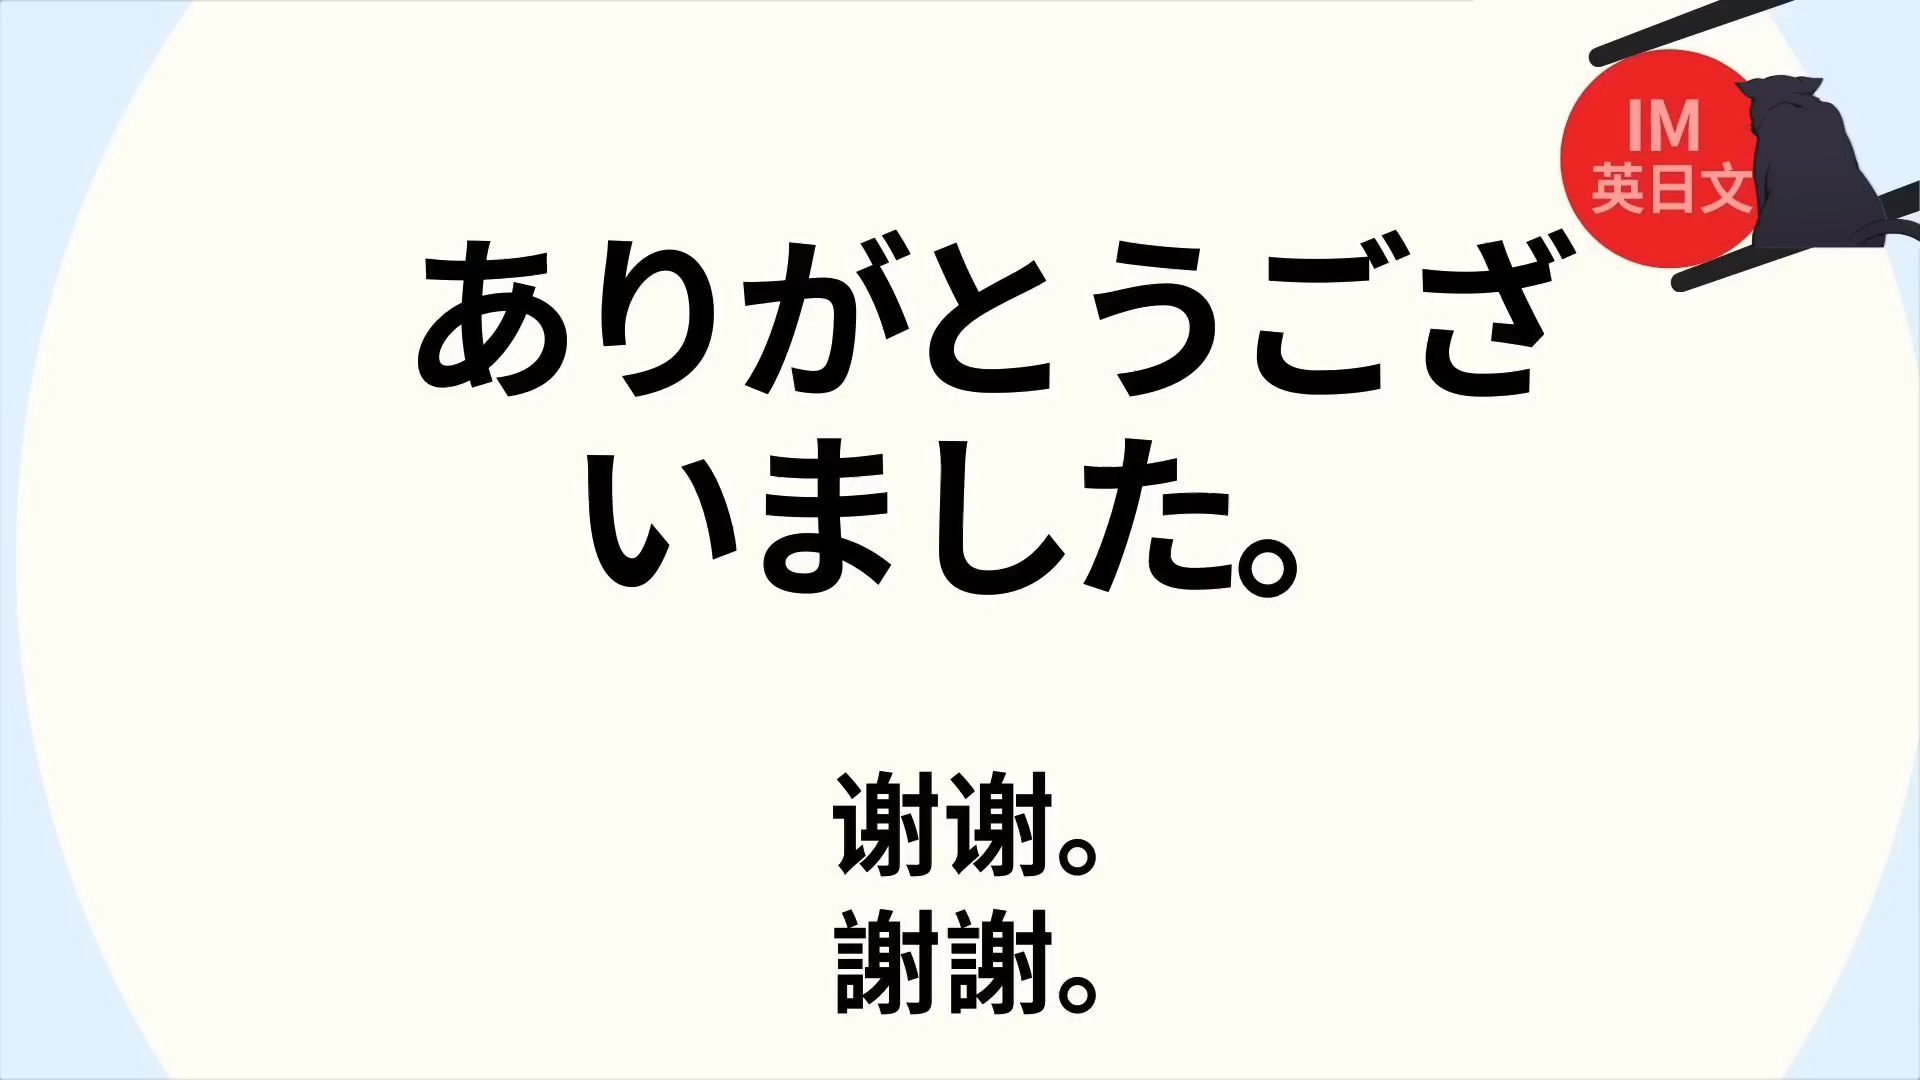 IM
英日文
ありがとうござ
いました。
谢谢。
謝謝。